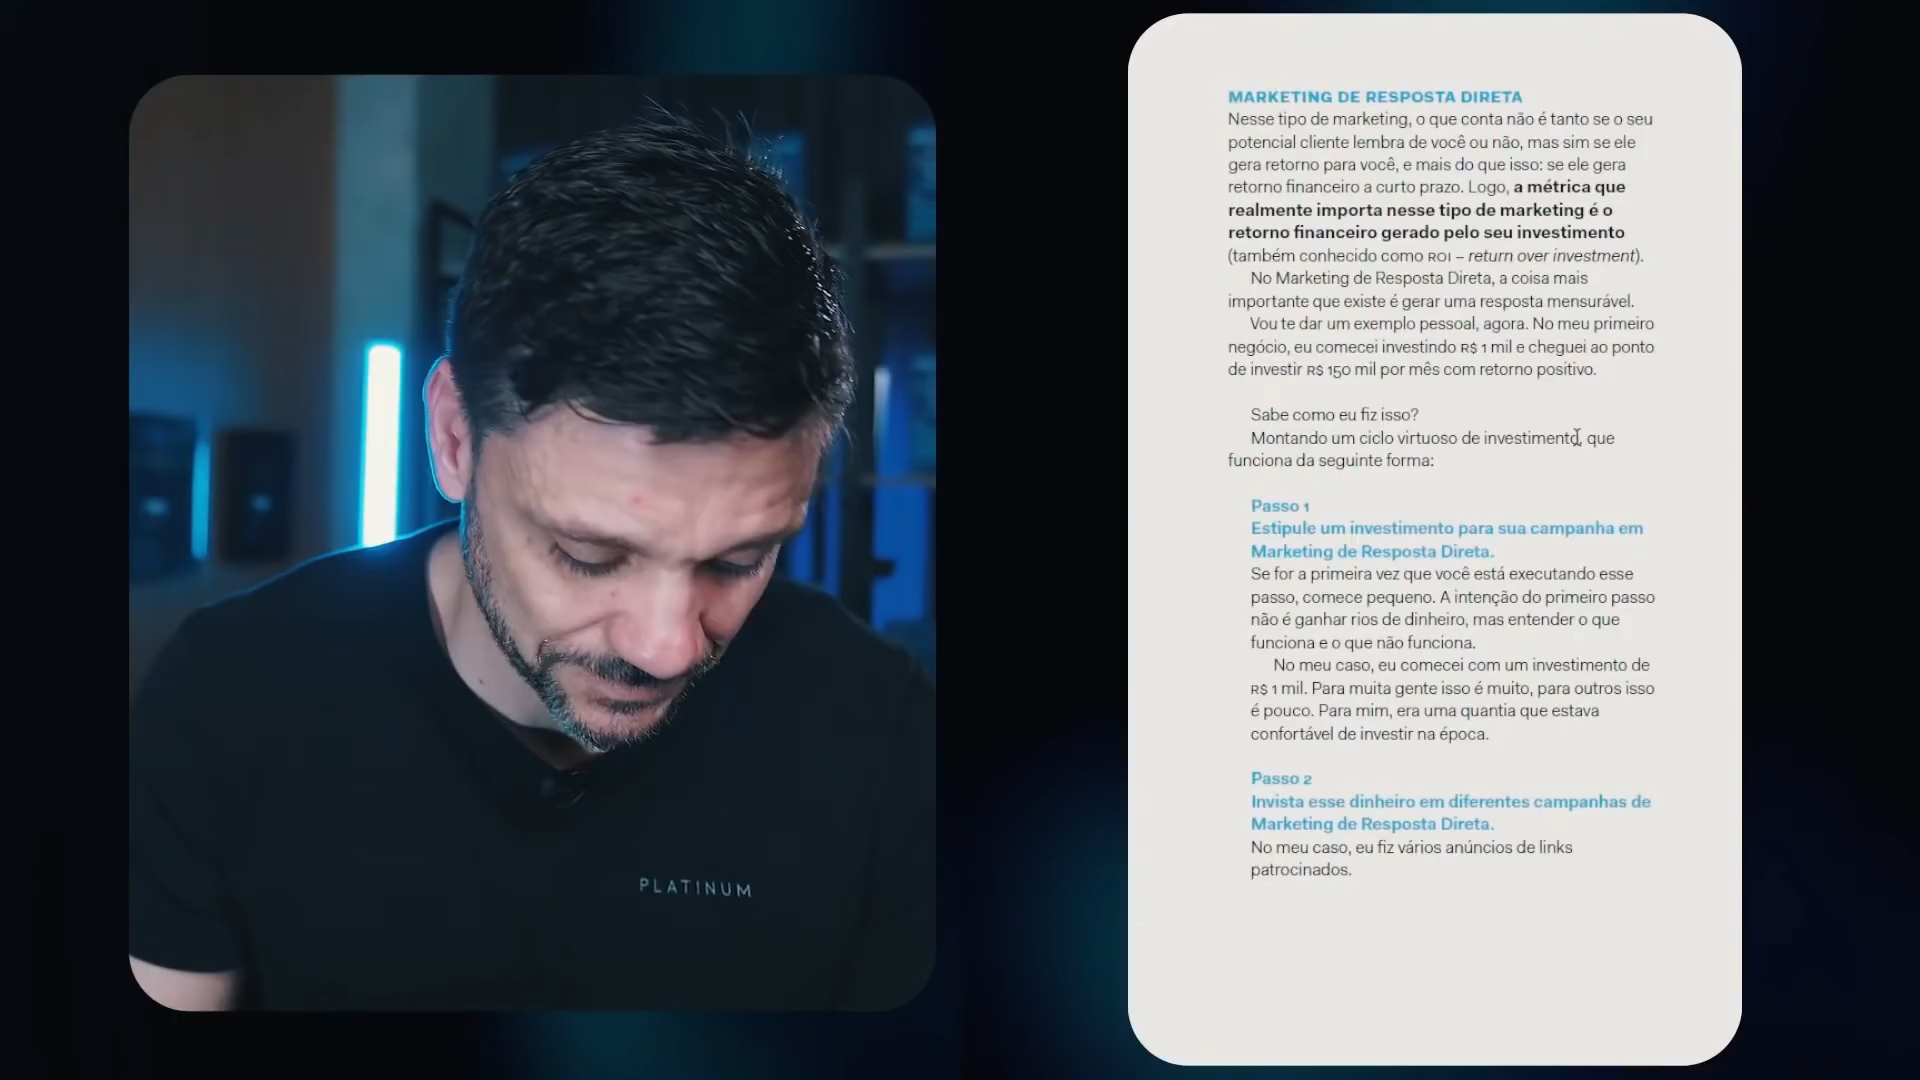 PLATINUM
MARKETING DE RESPOSTA DIRETA
Nesse tipo de marketing, o que conta não é tanto se o seu
potencial cliente lembra de você ou não, mas sim se ele
gera retorno para você, e mais do que isso: se ele gera
retorno financeiro a curto prazo. Logo, a métrica que
realmente importa nesse tipo de marketing é o
retorno financeiro gerado pelo seu investimento
(também conhecido como ROI – return over investment).
No Marketing de Resposta Direta, a coisa mais
importante que existe é gerar uma resposta mensurável.
Vou te dar um exemplo pessoal, agora. No meu primeiro
negócio, eu comecei investindo R$ 1 mil e cheguei ao ponto
de investir R$ 150 mil por mês com retorno positivo.
Sabe como eu fiz isso?
Montando um ciclo virtuoso de investimento, que
funciona da seguinte forma:
Passo 1
Estipule um investimento para sua campanha em
Marketing de Resposta Direta.
Se for a primeira vez que você está executando esse
passo, comece pequeno. A intenção do primeiro passo
não é ganhar rios de dinheiro, mas entender o que
funciona e o que não funciona.
No meu caso, eu comecei com um investimento de
R$ 1 mil. Para muita gente isso é muito, para outros isso
é pouco. Para mim, era uma quantia que estava
confortável de investir na época.
Passo 2
Invista esse dinheiro em diferentes campanhas de
Marketing de Resposta Direta.
No meu caso, eu fiz vários anúncios de links
patrocinados.